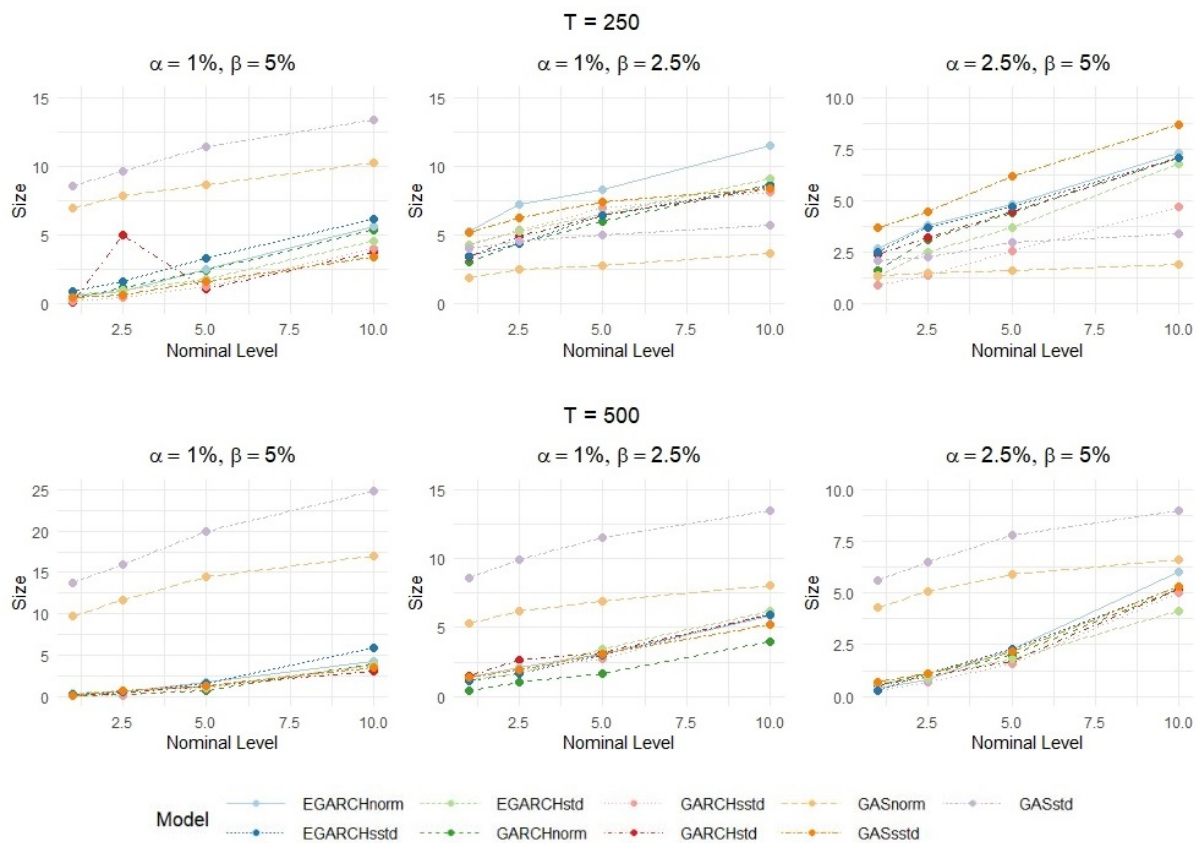 T = 250
α = 1%, β = 5%
α = 1%, β = 2.5%
α = 2.5%, β = 5%
15
10
5
0
Size
2.5
5.0
7.5
10.0
Nominal Level
15
10
5
0
Size
2.5
5.0
7.5
10.0
Nominal Level
10.0
7.5
5.0
2.5
0.0
Size
2.5
5.0
7.5
10.0
Nominal Level
T = 500
α = 1%, β = 5%
α = 1%, β = 2.5%
α = 2.5%, β = 5%
25
20
15
10
5
0
Size
2.5
5.0
7.5
10.0
Nominal Level
15
10
5
0
Size
2.5
5.0
7.5
10.0
Nominal Level
10.0
7.5
5.0
2.5
0.0
Size
2.5
5.0
7.5
10.0
Nominal Level
Model
EGARCHnorm
EGARCHstd
GARCHsstd
GASnorm
GASstd
EGARCHsstd
GARCHnorm
GARCHstd
GASsstd